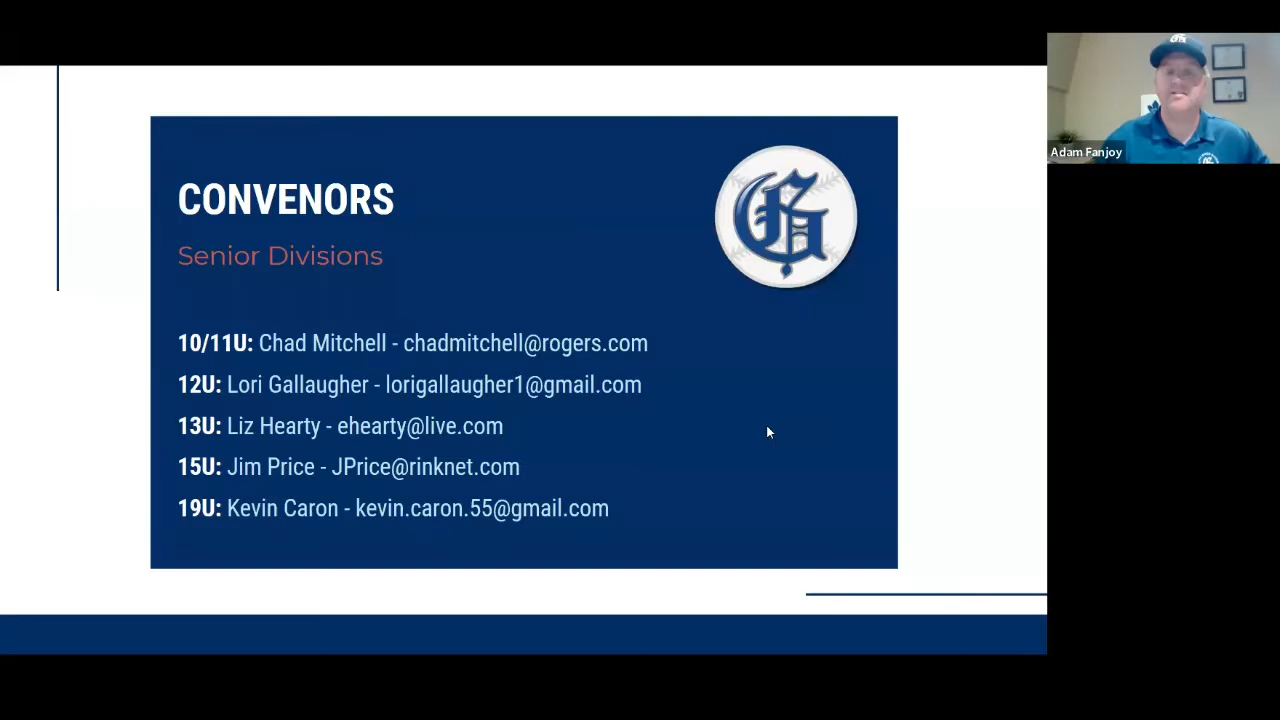 CONVENORS
Senior Divisions
10/11U: Chad Mitchell - chadmitchell@rogers.com
12U: Lori Gallaugher - lorigallaugher1@gmail.com
13U: Liz Hearty - ehearty@live.com
15U: Jim Price - JPrice@rinknet.com
19U: Kevin Caron - kevin.caron.55@gmail.com
G
Adam Fanjoy